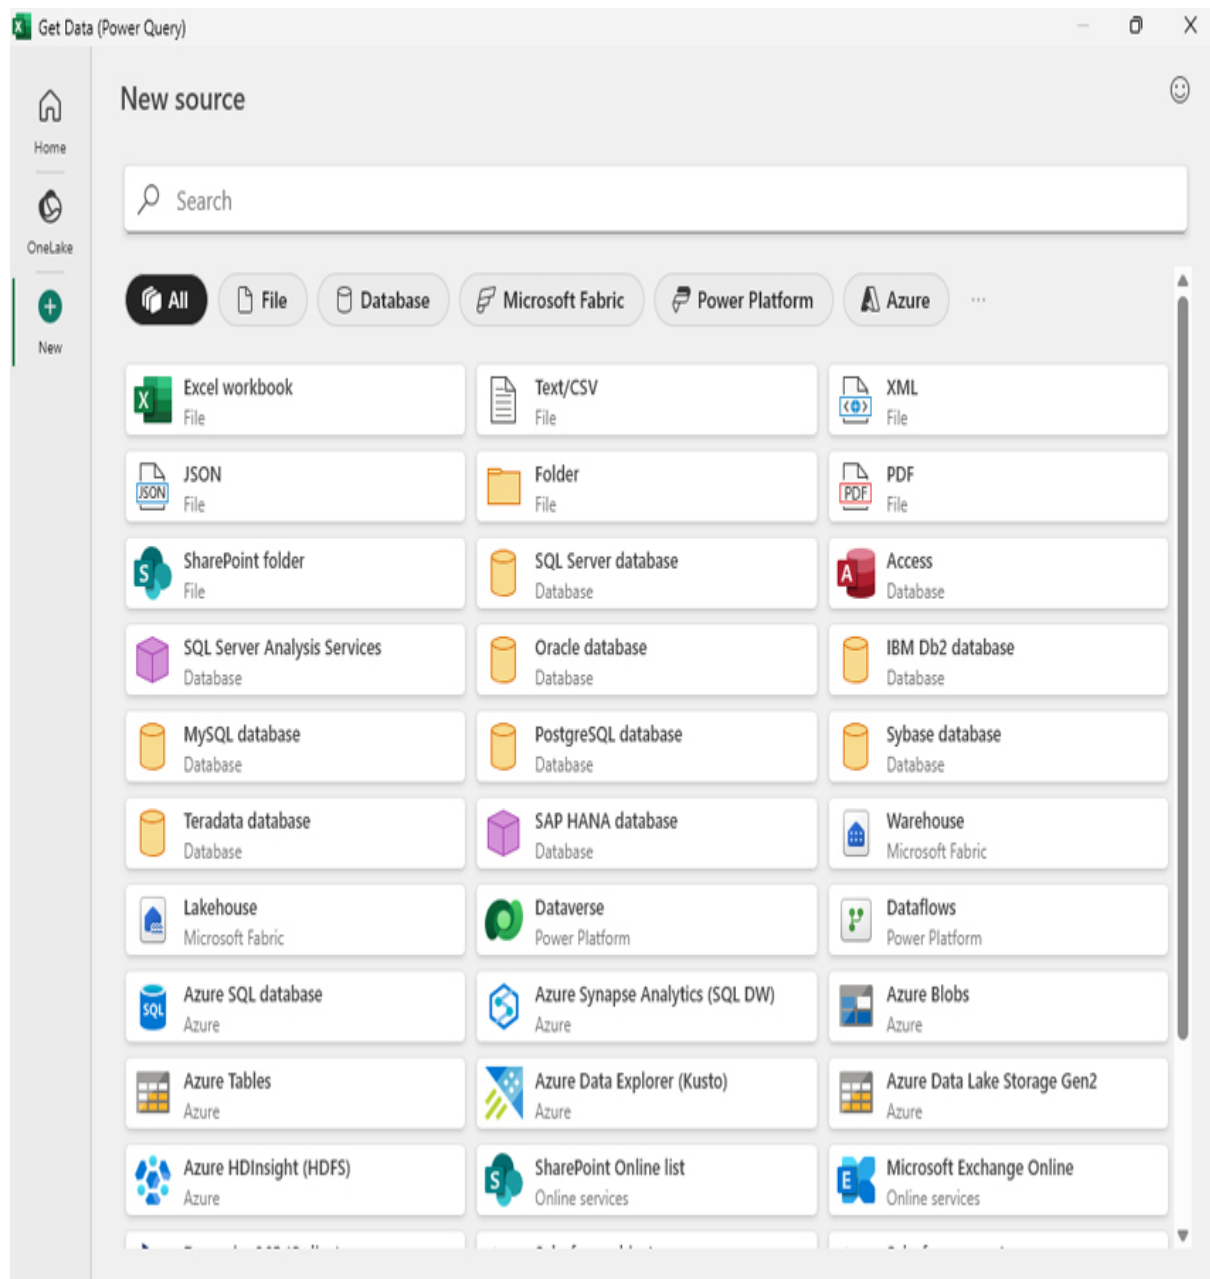 Get Data (Power Query)
Home
OneLake
New
New source
Search
All
File
Database
Microsoft Fabric
Power Platform
Azure
Excel workbook
File
Text/CSV
File
XML
File
JSON
JSON
File
Folder
File
PDF
PDF
File
S
SharePoint folder
File
SQL Server database
Database
A
Access
Database
SQL Server Analysis Services
Database
Oracle database
Database
IBM Db2 database
Database
MySQL database
Database
PostgreSQL database
Database
Sybase database
Database
Teradata database
Database
SAP HANA database
Database
Warehouse
Microsoft Fabric
Lakehouse
Microsoft Fabric
Dataverse
Power Platform
Dataflows
Power Platform
SQL
Azure SQL database
Azure
Azure Synapse Analytics (SQL DW)
Azure
Azure Blobs
Azure
Azure Tables
Azure
Azure Data Explorer (Kusto)
Azure
Azure Data Lake Storage Gen2
Azure
Azure HDInsight (HDFS)
Azure
S
SharePoint Online list
Online services
E
Microsoft Exchange Online
Online services